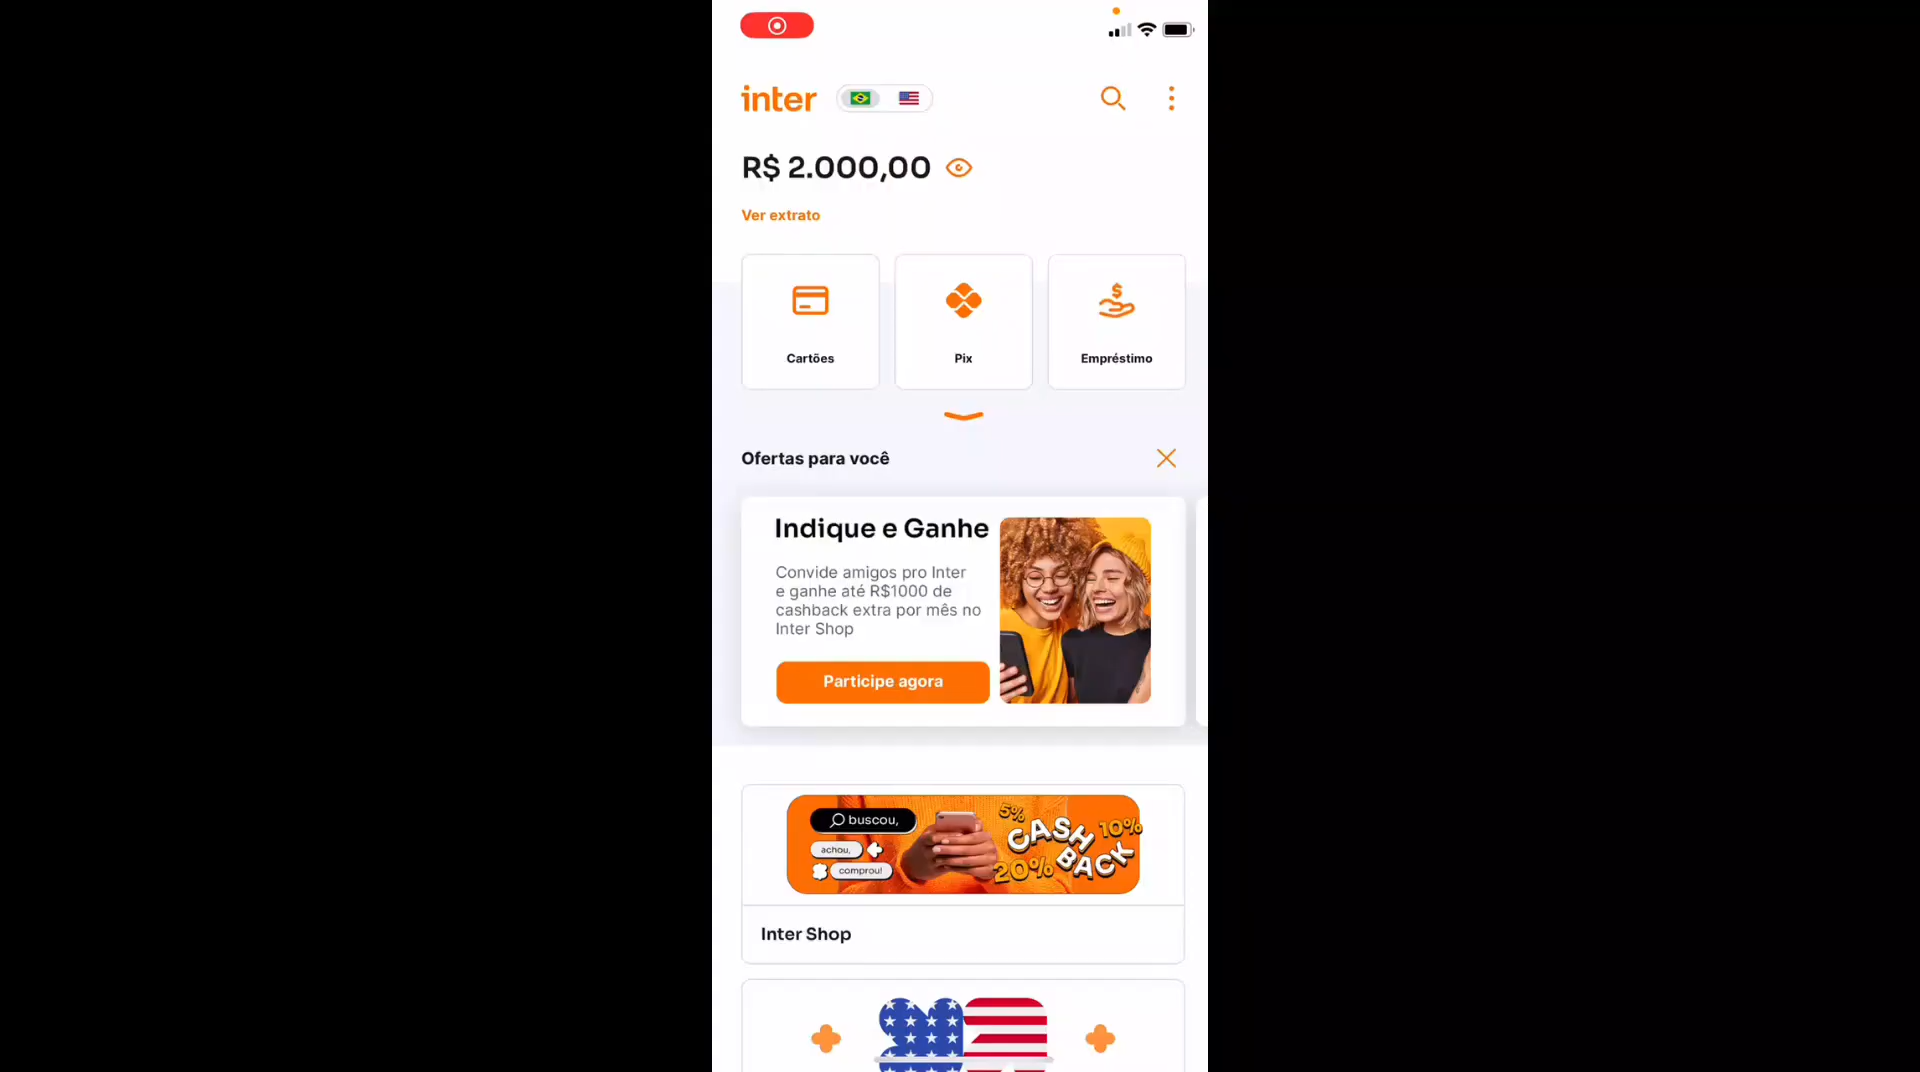 inter
R$ 2.000,00
Ver extrato
Cartões
Pix
Empréstimo
Ofertas para você
Indique e Ganhe
Convide amigos pro Inter
e ganhe até R$1000 de
cashback extra por mês no
Inter Shop
Participe agora
buscou,
achou,
comprou!
5%
CASH
BACK
10%
20%
Inter Shop